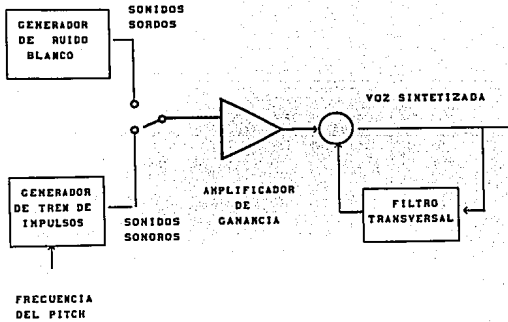 SONIDOS
SORDOS
GENERADOR
DE RUIDO
BLANCO
VOZ SINTETIZADA
AMPLIFICADOR
DE
GANANCIA
FILTRO
TRANSVERSAL
GENERADOR
DE TREN DE
IMPULSOS
SONIDOS
SONOROS
FRECUENCIA
DEL PITCH